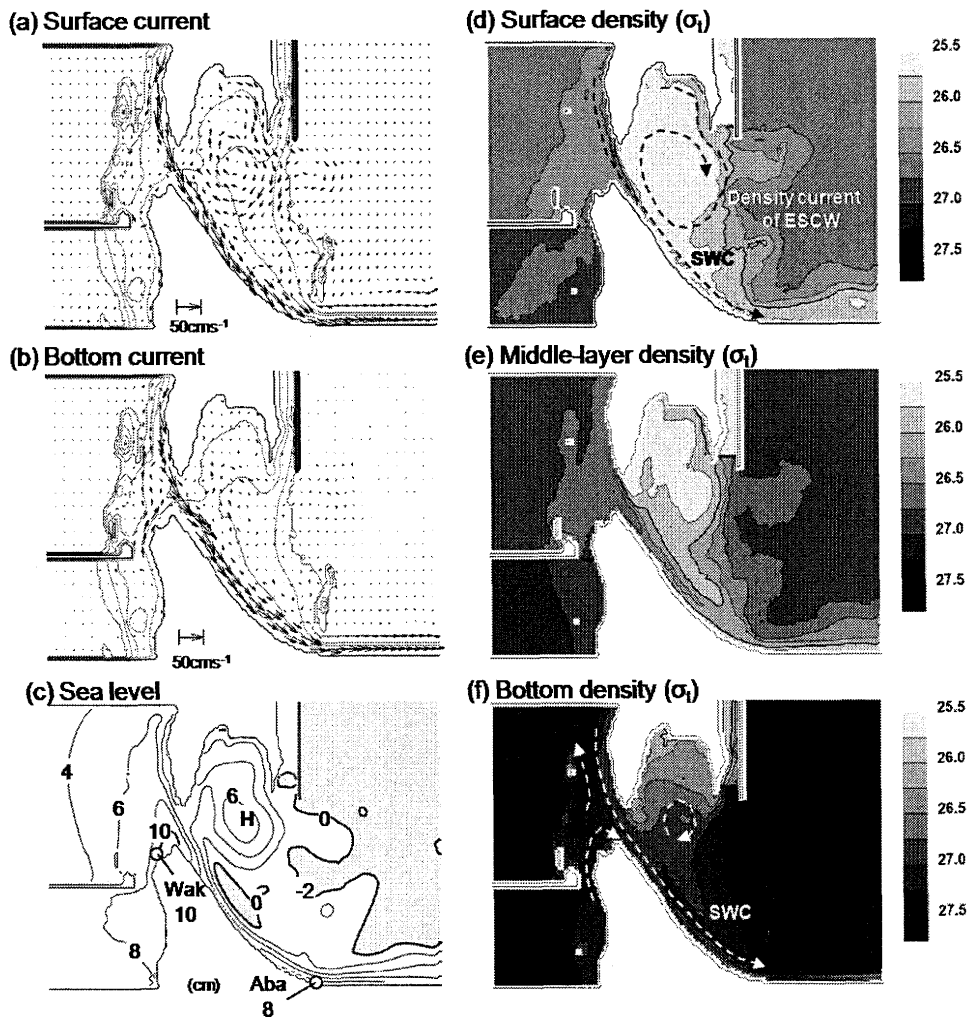 (a) Surface current
50cms-1
(b) Bottom current
50cms-1
(c) Sea level
4
6
10
Wak
10
8
6
H
0
0
-2
(cm)
Aba
8
(d) Surface density (σt)
Density current
of ESCW
SWC
25.5
26.0
26.5
27.0
27.5
(e) Middle-layer density (σt)
25.5
26.0
26.5
27.0
27.5
(f) Bottom density (σt)
SWC
25.5
26.0
26.5
27.0
27.5